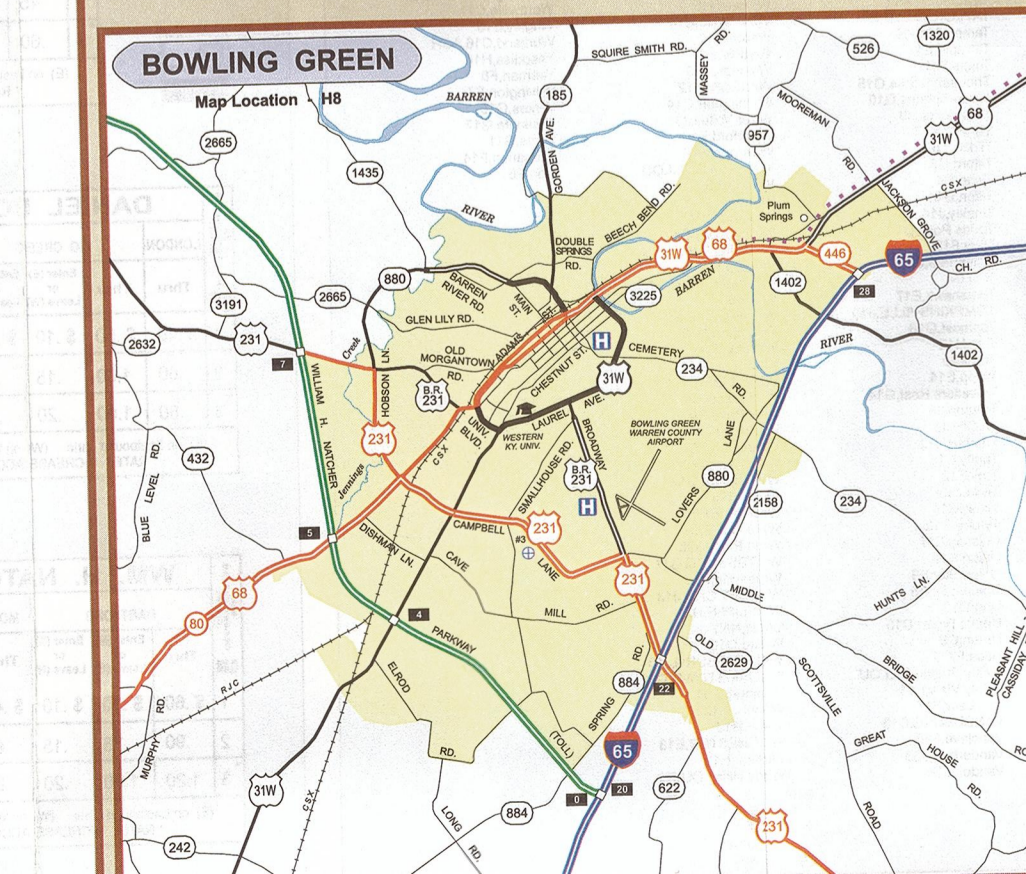 BOWLING GREEN
Map Location - H8
SQUIRE SMITH RD.
MASSEY
RD.
526
1320
BARREN
185
68
31W
MOOREMAN
RD.
957
2665
1435
GORDEN AVE.
JACKSON GROVE
CSX
RIVER
BEECH BEND RD.
Plum
Springs
DOUBLE
SPRINGS
RD.
31W
68
446
65
CH. RD.
880
BARREN
RIVER RD.
MAIN
ST.
3225
BARREN
1402
28
3191
2665
GLEN LILY RD.
2632
231
Creek
OLD
MORGANTOWN
RD.
ADAMS
ST.
H
CEMETERY
RD.
234
RIVER
1402
7
HOBSON LN.
B.R.
231
CHESTNUT ST.
31W
WILLIAM H. NATCHER
PARKWAY
(TOLL)
231
UNIV.
BLVD.
WESTERN
KY. UNIV.
LAUREL AVE.
BROADWAY
BOWLING GREEN
WARREN COUNTY
AIRPORT
CSX
432
BLUE LEVEL RD.
Jennings
SMALLHOUSE RD.
B.R.
231
LOVERS LANE
880
H
2158
234
5
DISHMAN LN.
CAMPBELL
LANE
231
#3
CAVE
MILL RD.
231
68
80
MIDDLE
BRIDGE
RD.
HUNTS LN.
4
PLEASANT HILL
CASSIDAY
OLD
SCOTTSVILLE
ROAD
2629
RJC
MURPHY RD.
ELROD
RD.
SPRING
RD.
884
22
GREAT
HOUSE
RD.
65
0
20
31W
CSX
622
884
LONG
RD.
231
242